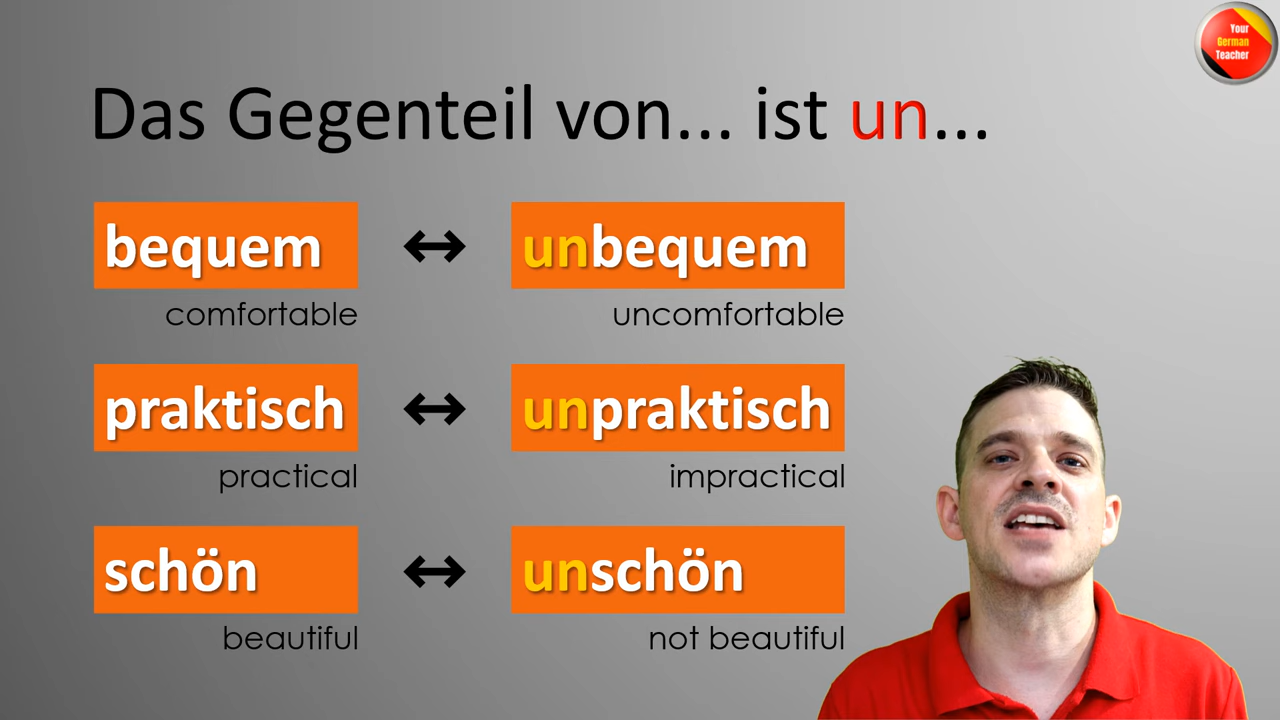 Your
German
Teacher
Das Gegenteil von... ist un...
bequem ↔ unbequem
comfortable uncomfortable
praktisch ↔ unpraktisch
practical impractical
schön ↔ unschön
beautiful not beautiful